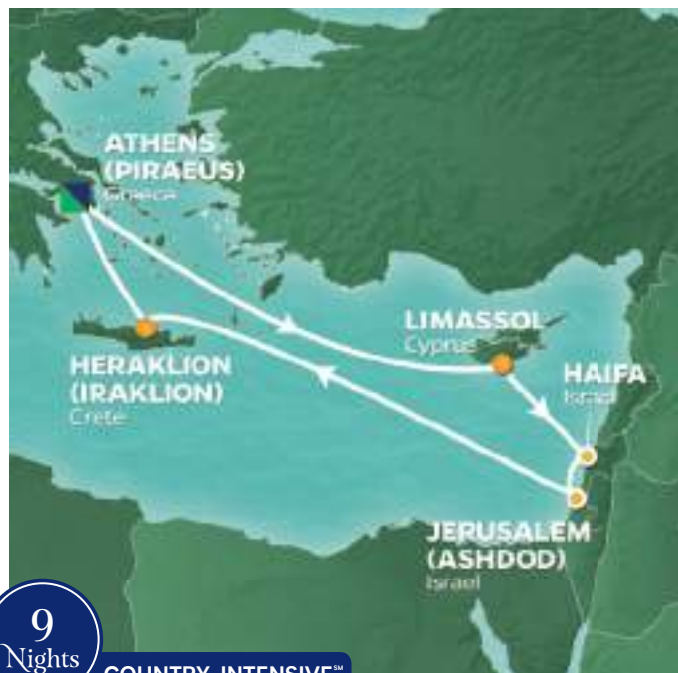 ATHENS
(PIRAEUS)
Greece
LIMASSOL
Cyprus
HAIFA
Israel
HERAKLION
(IRAKLION)
Crete
JERUSALEM
(ASHDOD)
Israel
9
Nights
COUNTRY-INTENSIVE℠